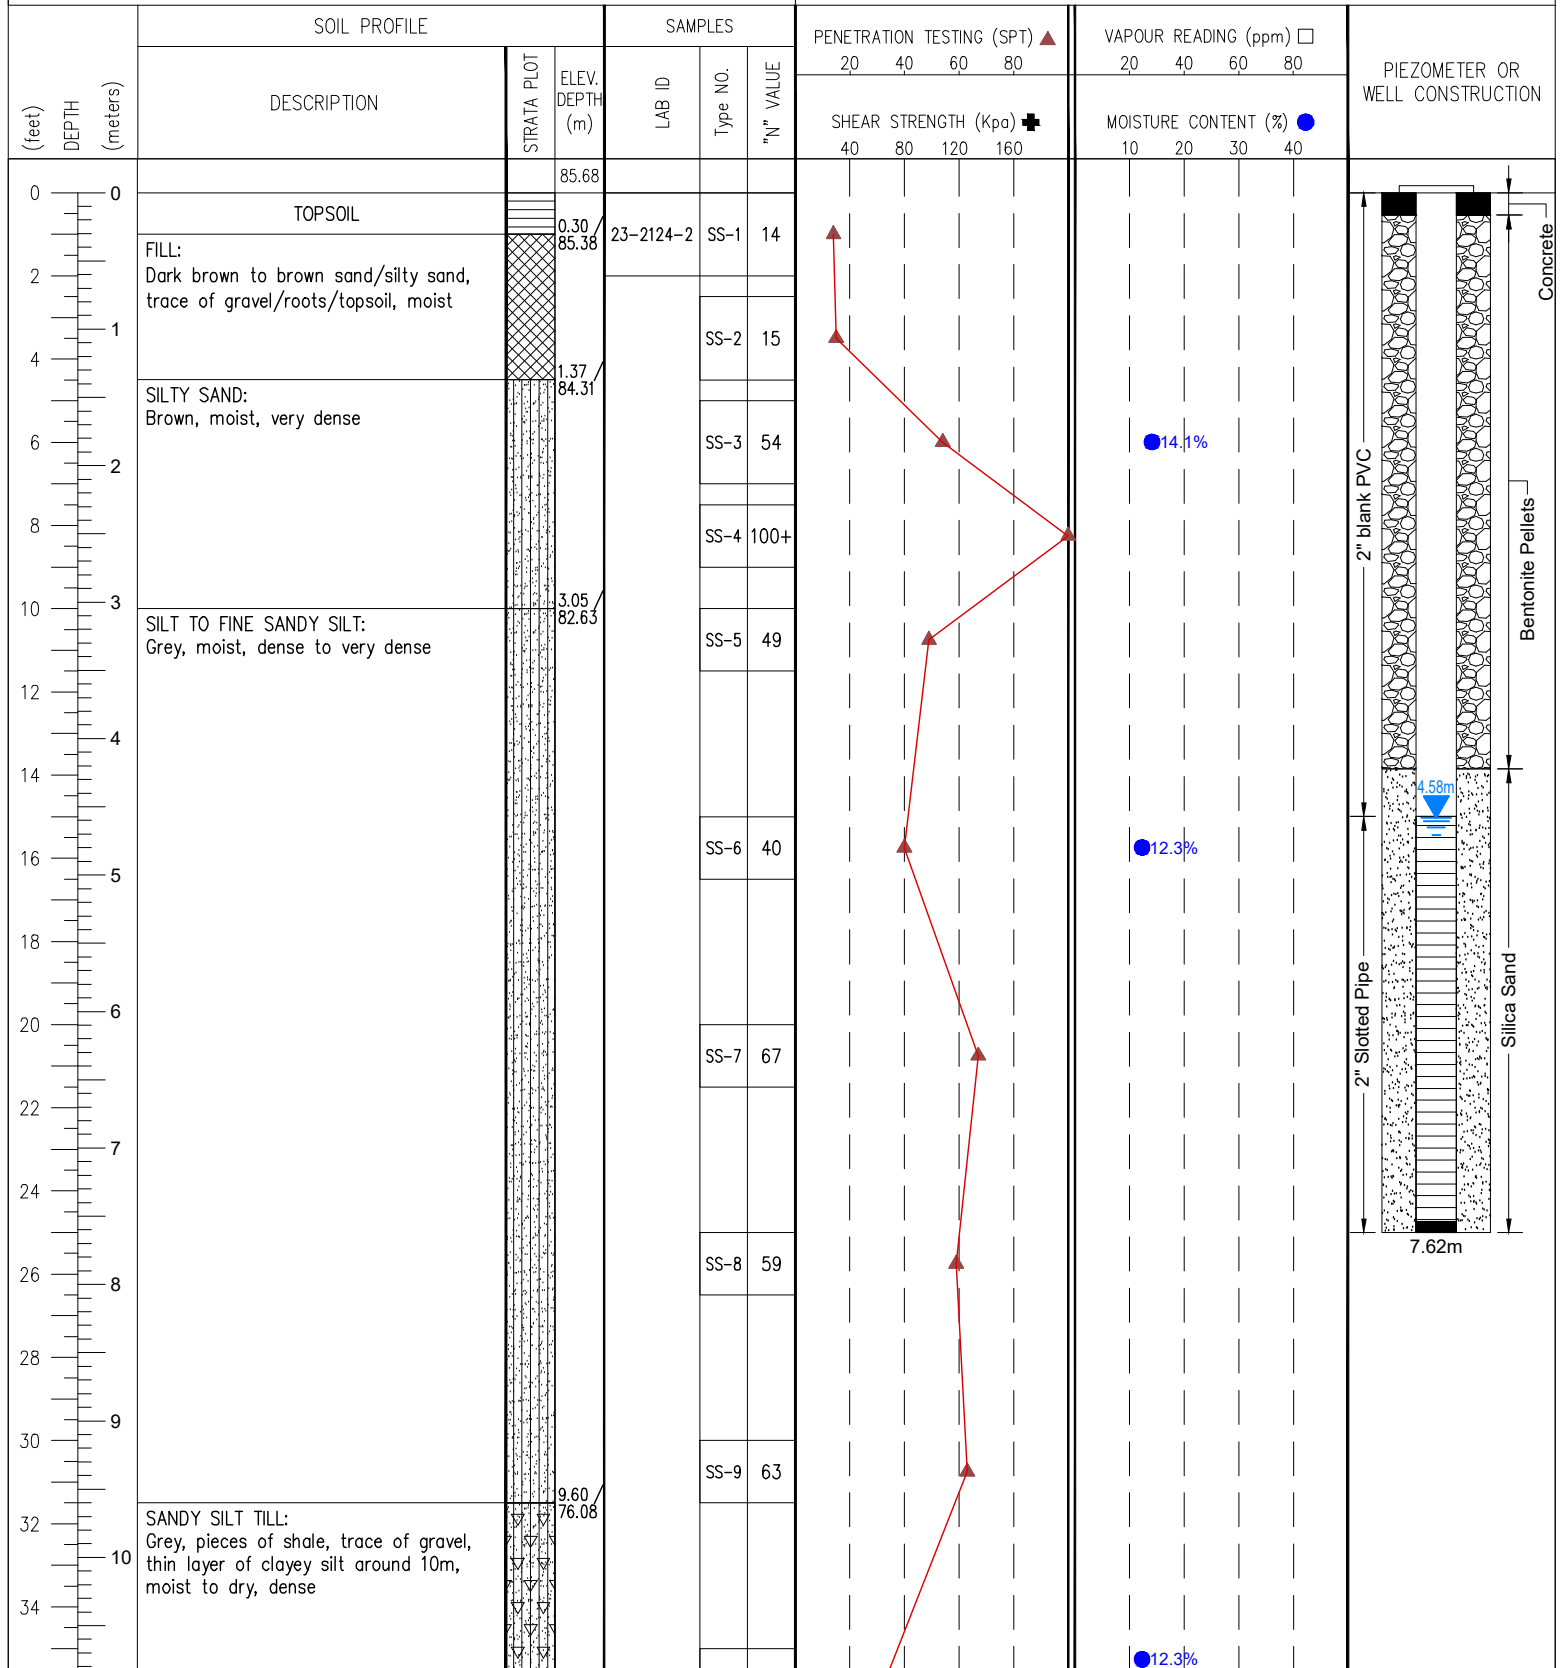 SOIL PROFILE
SAMPLES
PENETRATION TESTING (SPT)
20 40 60 80
SHEAR STRENGTH (Kpa)
40 80 120 160
VAPOUR READING (ppm)
20 40 60 80
MOISTURE CONTENT (%)
10 20 30 40
PIEZOMETER OR
WELL CONSTRUCTION
(feet)
DEPTH
(meters)
DESCRIPTION
STRATA PLOT
ELEV.
DEPTH
(m)
LAB ID
Type NO.
"N" VALUE
85.68
0 0
TOPSOIL
0.30 /
85.38
23-2124-2 SS-1 14
FILL:
Dark brown to brown sand/silty sand,
trace of gravel/roots/topsoil, moist
2
1
SS-2 15
4
1.37 /
84.31
SILTY SAND:
Brown, moist, very dense
6
SS-3 54
14.1%
2
8
SS-4 100+
3
10
3.05 /
82.63
SILT TO FINE SANDY SILT:
Grey, moist, dense to very dense
SS-5 49
12
4
14
4.58m
16
SS-6 40
12.3%
5
18
6
20
SS-7 67
22
7
24
7.62m
26
SS-8 59
8
28
9
30
SS-9 63
9.60 /
76.08
32
SANDY SILT TILL:
Grey, pieces of shale, trace of gravel,
thin layer of clayey silt around 10m,
moist to dry, dense
10
34
12.3%
2" blank PVC
2" Slotted Pipe
Concrete
Bentonite Pellets
Silica Sand